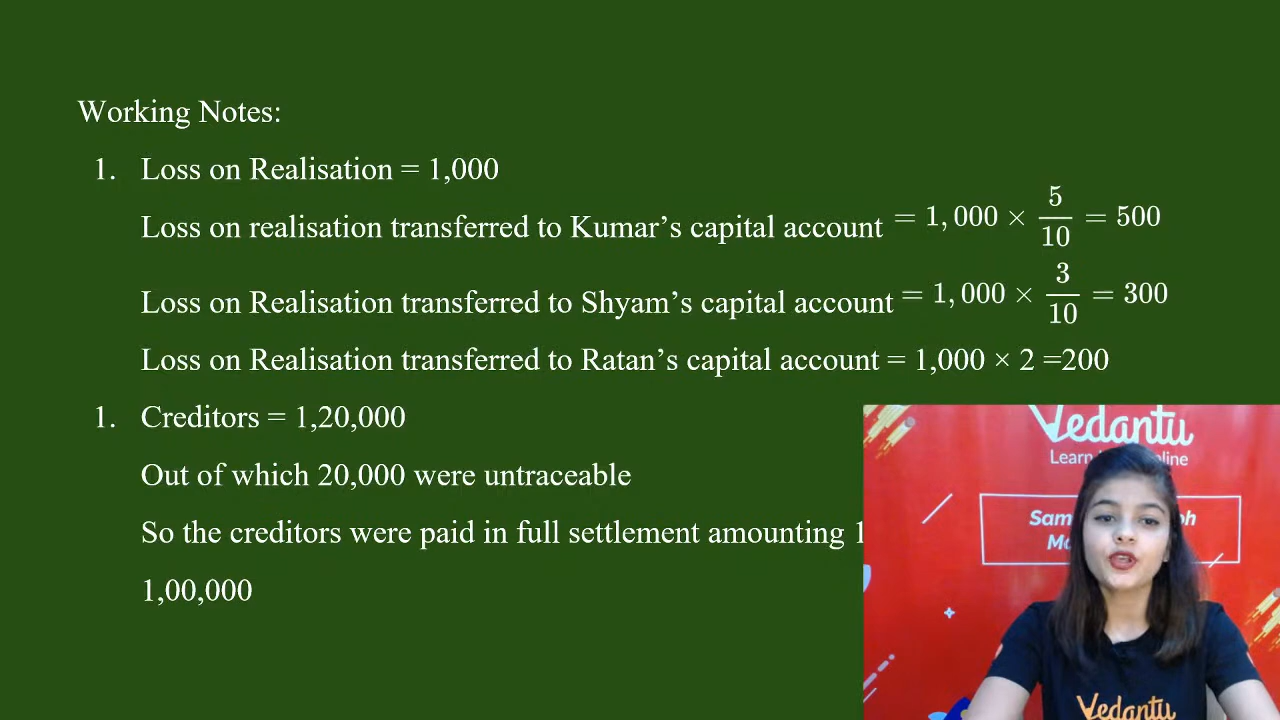 Working Notes:
1. Loss on Realisation = 1,000
Loss on realisation transferred to Kumar's capital account = 1,000 × 5/10 = 500
Loss on Realisation transferred to Shyam's capital account = 1,000 × 3/10 = 300
Loss on Realisation transferred to Ratan's capital account = 1,000 × 2 =200
1. Creditors = 1,20,000
Out of which 20,000 were untraceable
So the creditors were paid in full settlement amounting 1
1,00,000
Vedantu
Vedantu